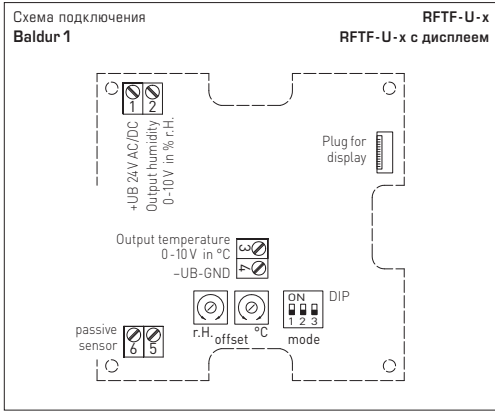 Схема подключения
RFTF-U-x
Baldur 1
RFTF-U-x с дисплеем
1 2
+UB 24V AC/DC
Output humidity
0-10V in % r.H.
Plug for
display
Output temperature
0-10V in °C
-UB-GND
3
4
ON
1 2 3
DIP
r.H. offset °C
mode
passive
sensor
6 5